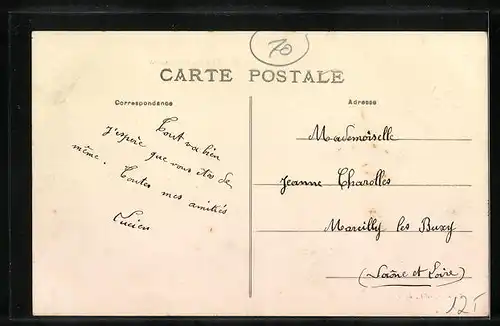 70
CARTE POSTALE
Correspondance
Tout va bien
j'espère que vous êtes de
même. Toutes mes amitiés
Lucien
Adresse
Mademoiselle
Jeanne Charolles
Marcilly les Buxy
(Saône et Loire)